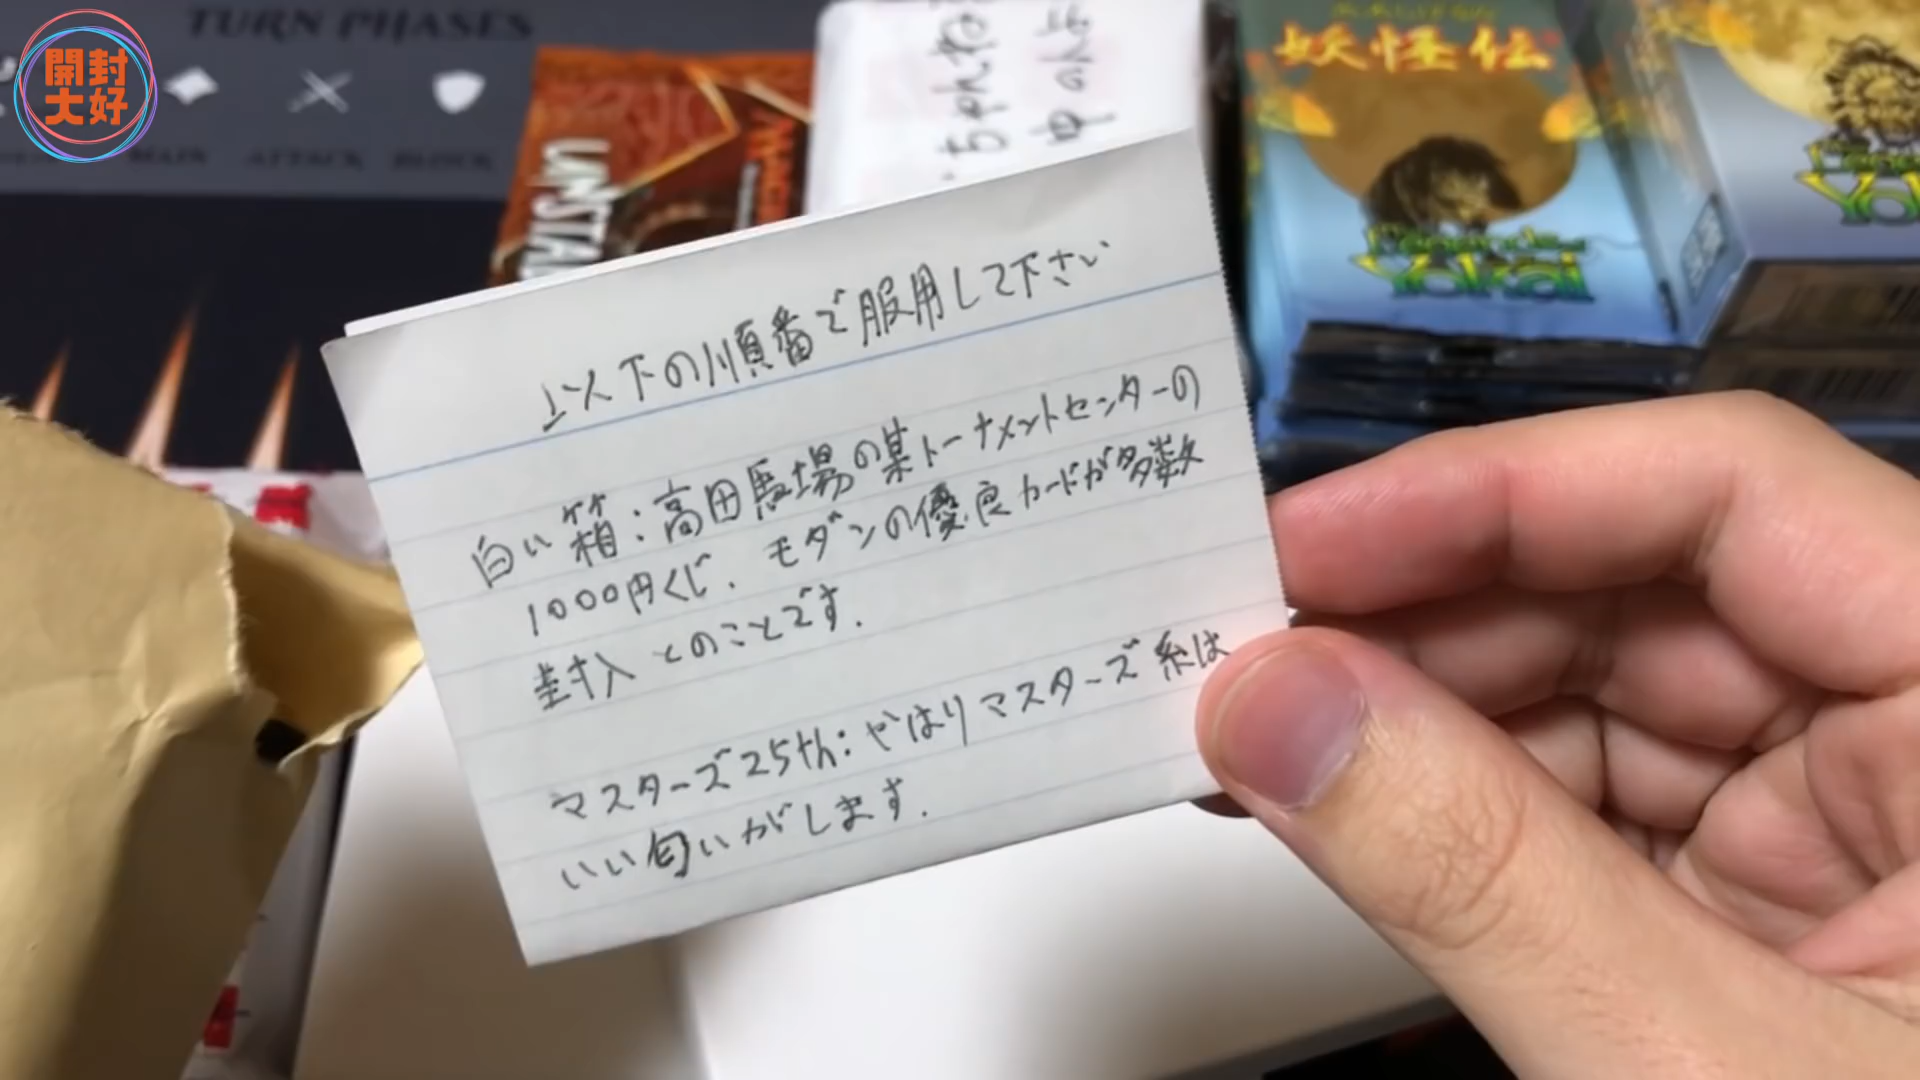 開封
大好
TURN PHASES
MAIN
ATTACK
BLOCK
UNSTA
妖怪伝
Legends of
Yokai
以下の順番で服用して下さい
白い箱:高田馬場の某トーナメントセンターの
1000円くじ.モダンの優良カードが多数
封入とのことです.
マスターズ25th:やはりマスターズ系は
いい匂いがします.